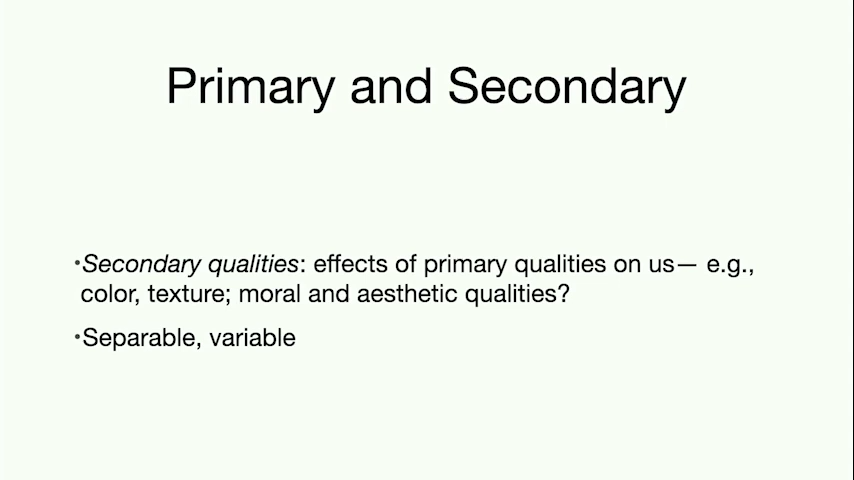 Primary and Secondary
•Secondary qualities: effects of primary qualities on us— e.g.,
color, texture; moral and aesthetic qualities?
•Separable, variable